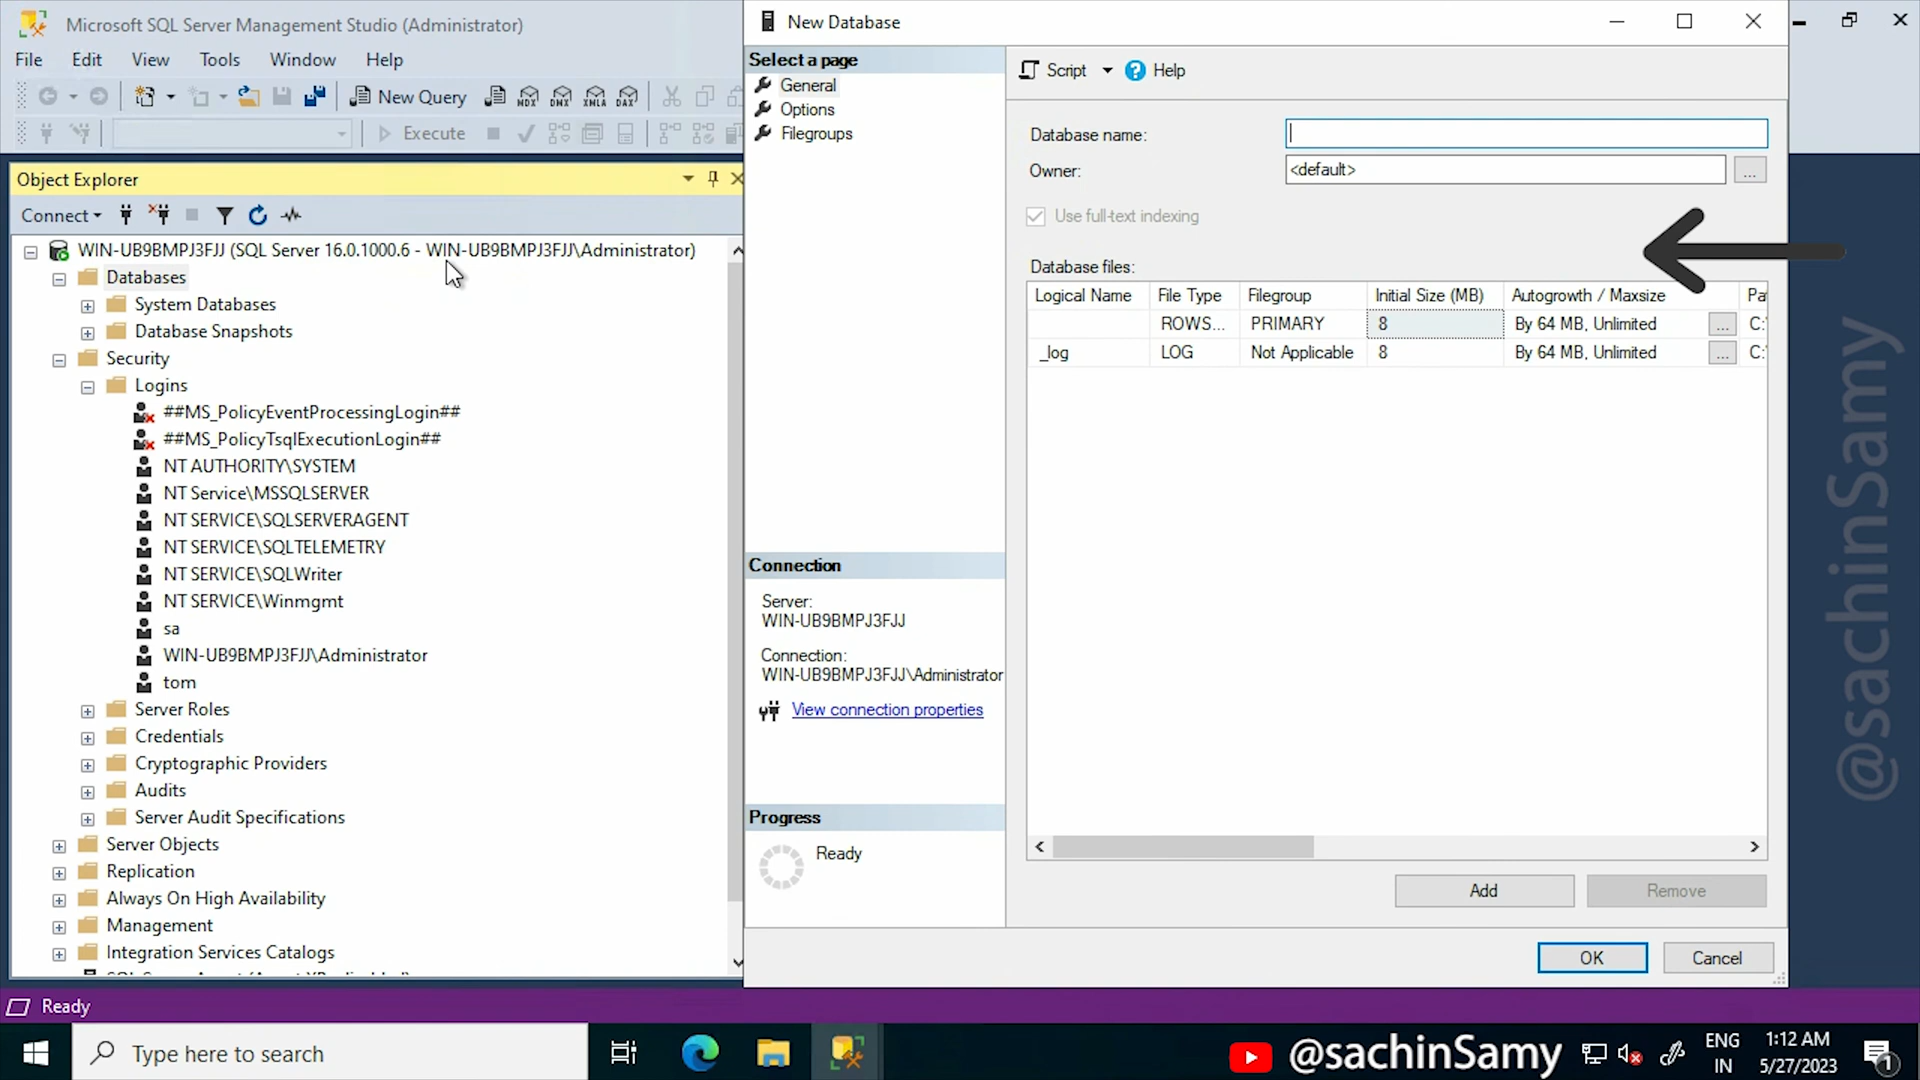 Microsoft SQL Server Management Studio (Administrator)
File Edit View Tools Window Help
New Query
MDX DMX XMLA DAX
Execute
Object Explorer
Connect
WIN-UB9BMPJ3FJJ (SQL Server 16.0.1000.6 - WIN-UB9BMPJ3FJJ\Administrator)
Databases
System Databases
Database Snapshots
Security
Logins
##MS_PolicyEventProcessingLogin##
##MS_PolicyTsqlExecutionLogin##
NT AUTHORITY\SYSTEM
NT Service\MSSQLSERVER
NT SERVICE\SQLSERVERAGENT
NT SERVICE\SQLTELEMETRY
NT SERVICE\SQLWriter
NT SERVICE\Winmgmt
sa
WIN-UB9BMPJ3FJJ\Administrator
tom
Server Roles
Credentials
Cryptographic Providers
Audits
Server Audit Specifications
Server Objects
Replication
Always On High Availability
Management
Integration Services Catalogs
Ready
New Database
Select a page
General
Options
Filegroups
Connection
Server:
WIN-UB9BMPJ3FJJ
Connection:
WIN-UB9BMPJ3FJJ\Administrator
View connection properties
Progress
Ready
Script Help
Database name:
Owner: <default> ...
Use full-text indexing
Database files:
Logical Name File Type Filegroup Initial Size (MB) Autogrowth / Maxsize
ROWS... PRIMARY 8 By 64 MB, Unlimited ... C:
_log LOG Not Applicable 8 By 64 MB, Unlimited ... C:
Add Remove
OK Cancel
@sachinSamy
Type here to search
@sachinSamy
ENG
IN
1:12 AM
5/27/2023
1